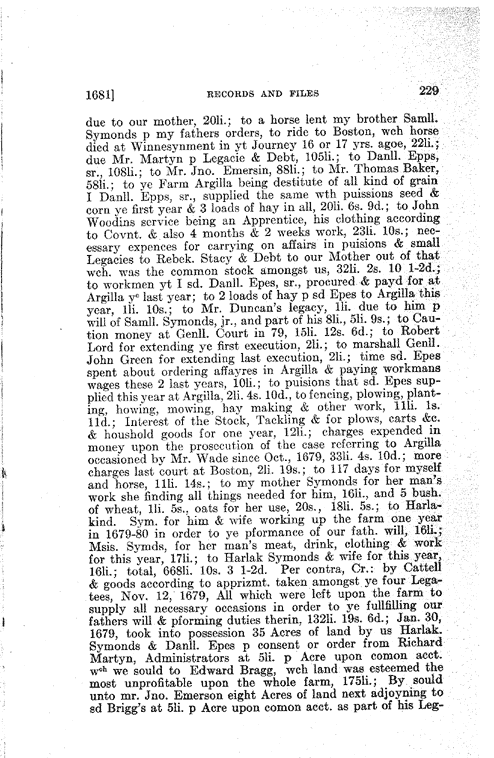 1681] RECORDS AND FILES 229
due to our mother, 20li.; to a horse lent my brother Samll.
Symonds p my fathers orders, to ride to Boston, wch horse
died at Winnesynment in yt Journey 16 or 17 yrs. agoe, 22li.;
due Mr. Martyn p Legacie & Debt, 105li.; to Danll. Epps,
sr., 108li.; to Mr. Jno. Emersin, 88li.; to Mr. Thomas Baker,
58li.; to ye Farm Argilla being destitute of all kind of grain
I Danll. Epps, sr., supplied the same wth puissions seed &
corn ye first year & 3 loads of hay in all, 20li. 6s. 9d.; to John
Woodins service being an Apprentice, his clothing according
to Covnt. & also 4 months & 2 weeks work, 23li. 10s.; nec-
essary expences for carrying on affairs in puisions & small
Legacies to Rebek. Stacy & Debt to our Mother out of that
wch. was the common stock amongst us, 32li. 2s. 10 1-2d.;
to workmen yt I sd. Danll. Epes, sr., procured & payd for at
Argilla ye last year; to 2 loads of hay p sd Epes to Argilla this
year, 1li. 10s.; to Mr. Duncan's legacy, 1li. due to him p
will of Samll. Symonds, jr., and part of his 8li., 5li. 9s.; to Cau-
tion money at Genll. Court in 79, 15li. 12s. 6d.; to Robert
Lord for extending ye first execution, 2li.; to marshall Genll.
John Green for extending last execution, 2li.; time sd. Epes
spent about ordering affayres in Argilla & paying workmans
wages these 2 last years, 10li.; to puisions that sd. Epes sup-
plied this year at Argilla, 2li. 4s. 10d., to fencing, plowing, plant-
ing, howing, mowing, hay making & other work, 11li. 1s.
11d.; Interest of the Stock, Tackling & for plows, carts &c.
& houshold goods for one year, 12li.; charges expended in
money upon the prosecution of the case referring to Argilla
occasioned by Mr. Wade since Oct., 1679, 33li. 4s. 10d.; more
charges last court at Boston, 2li. 19s.; to 117 days for myself
and horse, 11li. 14s.; to my mother Symonds for her man's
work she finding all things needed for him, 16li., and 5 bush.
of wheat, 1li. 5s., oats for her use, 20s., 18li. 5s.; to Harla-
kind. Sym. for him & wife working up the farm one year
in 1679-80 in order to ye pformance of our fath. will, 16li.;
Msis. Symds, for her man's meat, drink, clothing & work
for this year, 17li.; to Harlak Symonds & wife for this year,
16li.; total, 668li. 10s. 3 1-2d. Per contra, Cr.: by Cattell
& goods according to apprizmt. taken amongst ye four Lega-
tees, Nov. 12, 1679, All which were left upon the farm to
supply all necessary occasions in order to ye fullfilling our
fathers will & pforming duties therin, 132li. 19s. 6d.; Jan. 30,
1679, took into possession 35 Acres of land by us Harlak.
Symonds & Danll. Epes p consent or order from Richard
Martyn, Administrators at 5li. p Acre upon comon acct.
wch we sould to Edward Bragg, wch land was esteemed the
most unprofitable upon the whole farm, 175li.; By sould
unto mr. Jno. Emerson eight Acres of land next adjoyning to
sd Brigg's at 5li. p Acre upon comon acct. as part of his Leg-